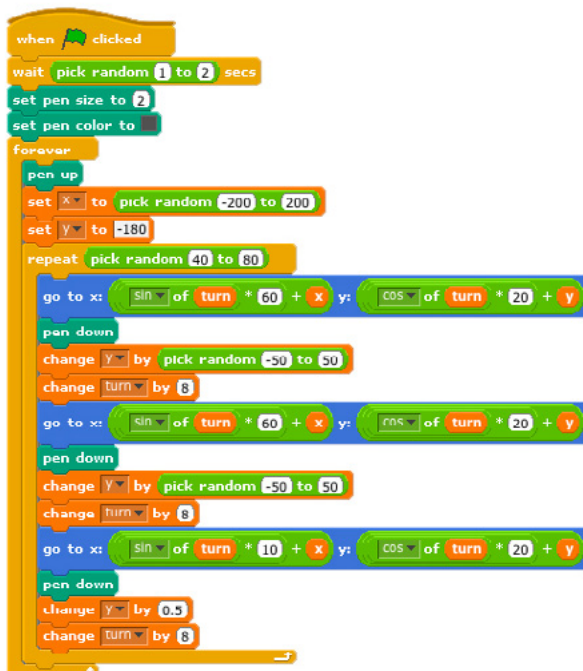 when clicked
wait pick random 1 to 2 secs
set pen size to 2
set pen color to
forever
pen up
set x to pick random -200 to 200
set y to -180
repeat pick random 40 to 80
go to x: sin of turn * 60 + x y: cos of turn * 20 + y
pen down
change y by pick random -50 to 50
change turn by 8
go to x: sin of turn * 60 + x y: cos of turn * 20 + y
pen down
change y by pick random -50 to 50
change turn by 8
go to x: sin of turn * 10 + x y: cos of turn * 20 + y
pen down
change y by 0.5
change turn by 8